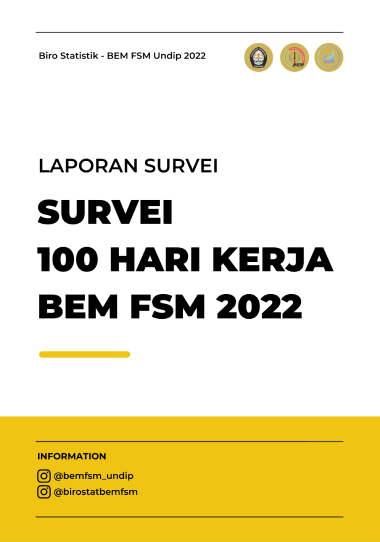 Biro Statistik - BEM FSM Undip 2022
LAPORAN SURVEI
SURVEI
100 HARI KERJA
BEM FSM 2022
INFORMATION
@bemfsm_undip
@birostatbemfsm